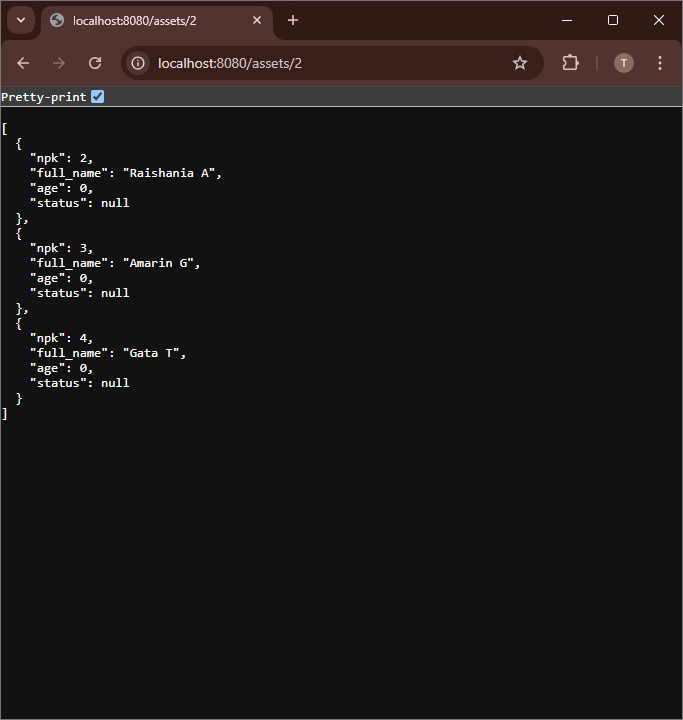 localhost:8080/assets/2
localhost:8080/assets/2
T
Pretty-print
[
  {
    "npk": 2,
    "full_name": "Raishania A",
    "age": 0,
    "status": null
  },
  {
    "npk": 3,
    "full_name": "Amarin G",
    "age": 0,
    "status": null
  },
  {
    "npk": 4,
    "full_name": "Gata T",
    "age": 0,
    "status": null
  }
]